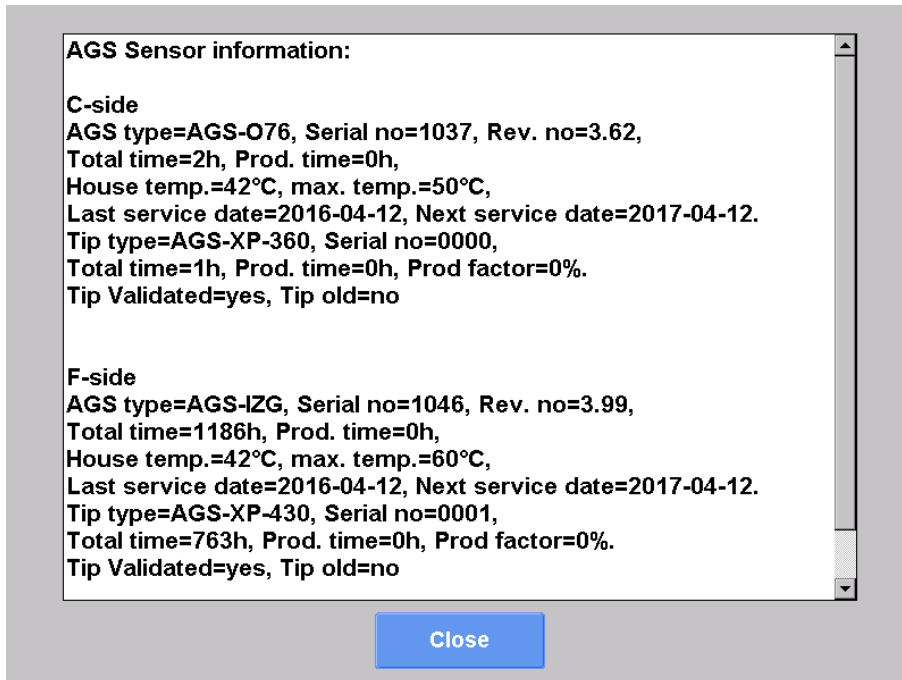 AGS Sensor information:
C-side
AGS type=AGS-O76, Serial no=1037, Rev. no=3.62,
Total time=2h, Prod. time=0h,
House temp.=42°C, max. temp.=50°C,
Last service date=2016-04-12, Next service date=2017-04-12.
Tip type=AGS-XP-360, Serial no=0000,
Total time=1h, Prod. time=0h, Prod factor=0%.
Tip Validated=yes, Tip old=no
F-side
AGS type=AGS-IZG, Serial no=1046, Rev. no=3.99,
Total time=1186h, Prod. time=0h,
House temp.=42°C, max. temp.=60°C,
Last service date=2016-04-12, Next service date=2017-04-12.
Tip type=AGS-XP-430, Serial no=0001,
Total time=763h, Prod. time=0h, Prod factor=0%.
Tip Validated=yes, Tip old=no
Close